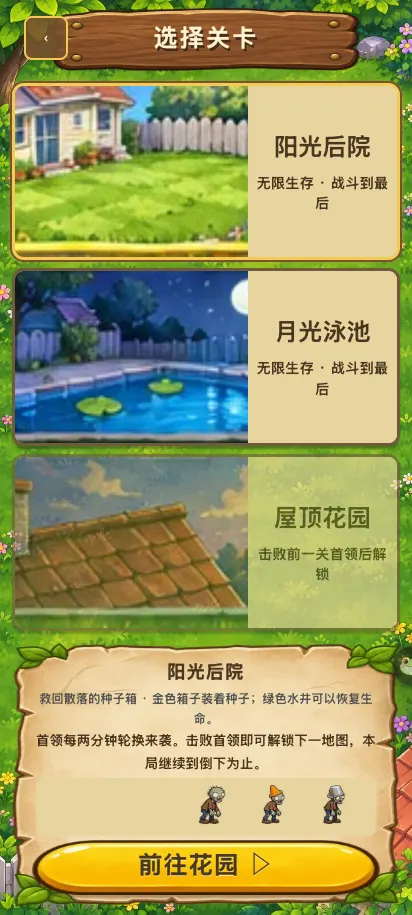 ‹
选择关卡
阳光后院
无限生存 · 战斗到最
后
月光泳池
无限生存 · 战斗到最
后
屋顶花园
击败前一关首领后解
锁
阳光后院
救回散落的种子箱 · 金色箱子装着种子；绿色水井可以恢复生
命。
首领每两分钟轮换来袭。击败首领即可解锁下一地图，本
局继续到倒下为止。
前往花园 ▷